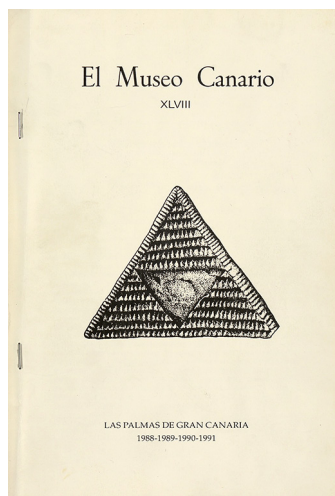 El Museo Canario
XLVIII
LAS PALMAS DE GRAN CANARIA
1988-1989-1990-1991